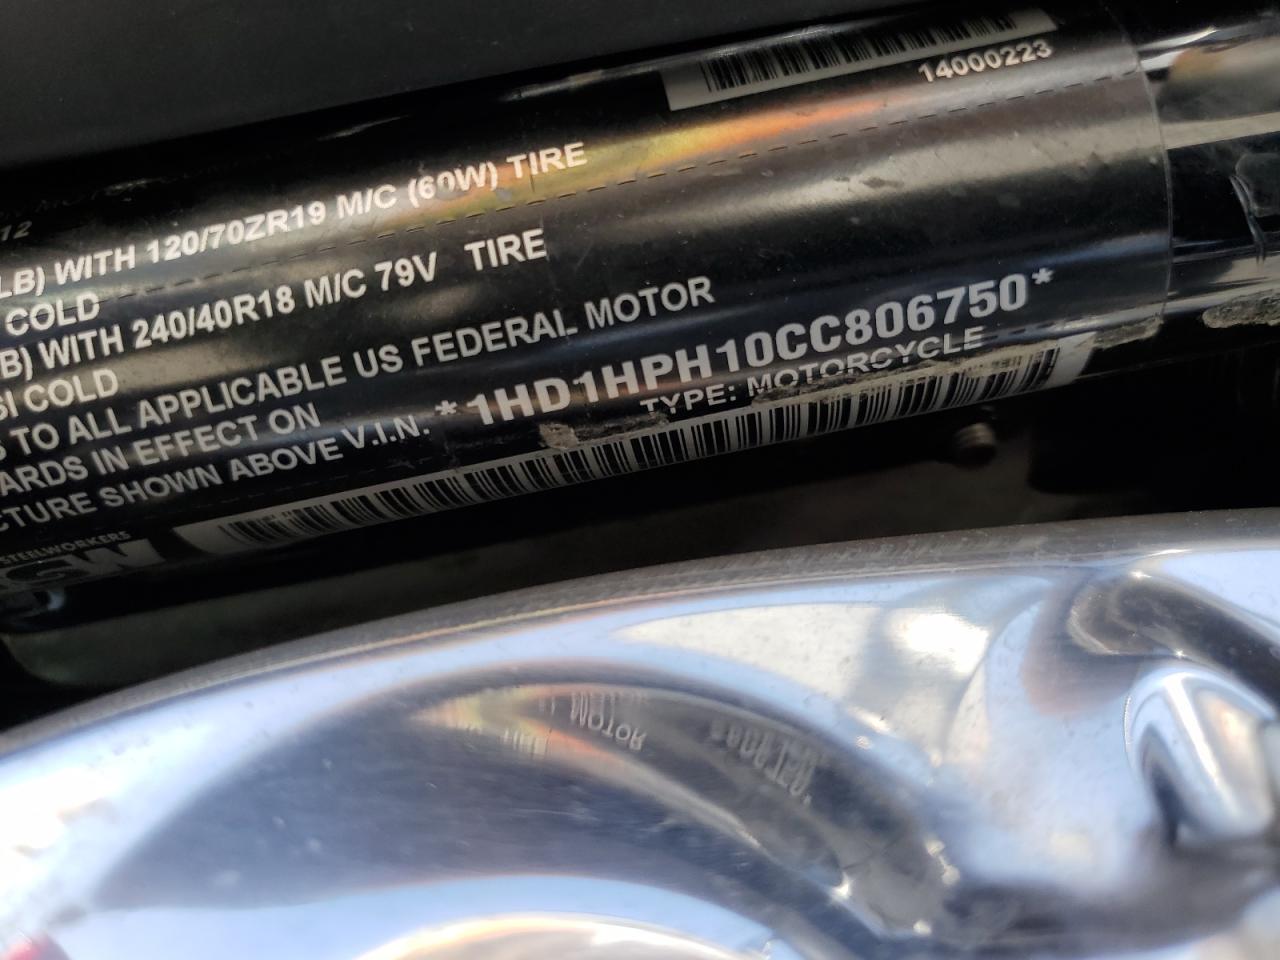 14000223
12
LB) WITH 120/70ZR19 M/C (60W) TIRE
COLD
B) WITH 240/40R18 M/C 79V TIRE
SI COLD
S TO ALL APPLICABLE US FEDERAL MOTOR
ARDS IN EFFECT ON
CTURE SHOWN ABOVE V.I.N. *1HD1HPH10CC806750*
TYPE: MOTORCYCLE
STEELWORKERS